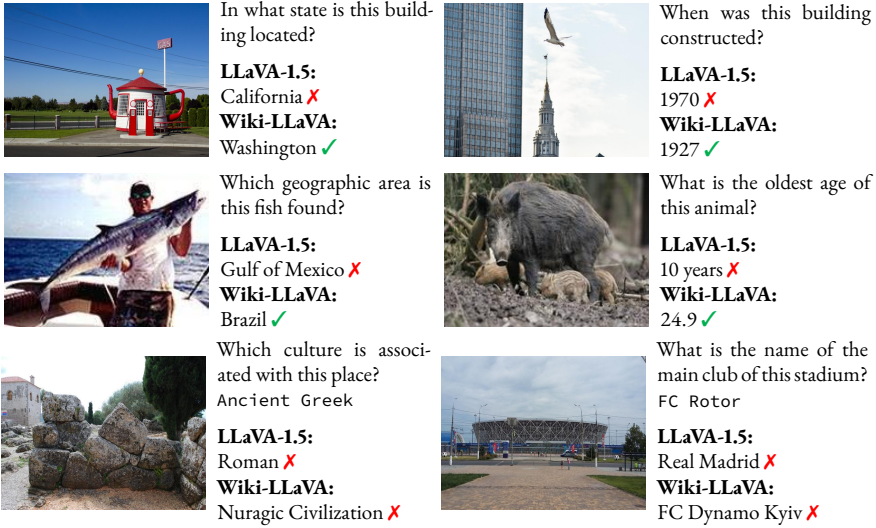 In what state is this build-
ing located?
LLaVA-1.5:
California ✗
Wiki-LLaVA:
Washington ✓
When was this building
constructed?
LLaVA-1.5:
1970 ✗
Wiki-LLaVA:
1927 ✓
Which geographic area is
this fish found?
LLaVA-1.5:
Gulf of Mexico ✗
Wiki-LLaVA:
Brazil ✓
What is the oldest age of
this animal?
LLaVA-1.5:
10 years ✗
Wiki-LLaVA:
24.9 ✓
Which culture is associ-
ated with this place?
Ancient Greek
LLaVA-1.5:
Roman ✗
Wiki-LLaVA:
Nuragic Civilization ✗
What is the name of the
main club of this stadium?
FC Rotor
LLaVA-1.5:
Real Madrid ✗
Wiki-LLaVA:
FC Dynamo Kyiv ✗